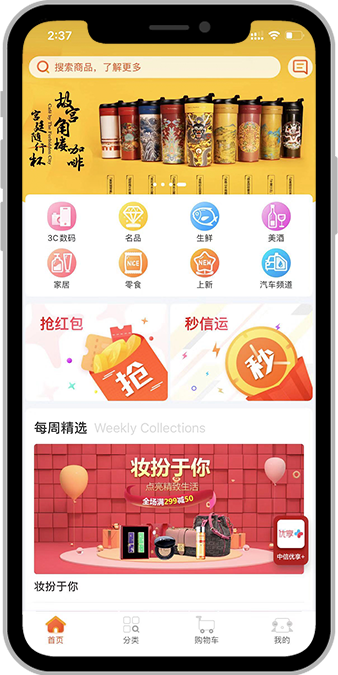 2:37
搜索商品，了解更多
故宫角楼咖啡
Café by The Forbidden City
宫廷随行杯
3C数码
名品
生鲜
美酒
家居
零食
NICE
上新
NEW
汽车频道
抢红包
秒信运
抢
秒
每周精选 Weekly Collections
妆扮于你
点亮精致生活
全场满299减50
优享+
中信优享+
妆扮于你
首页
分类
购物车
我的